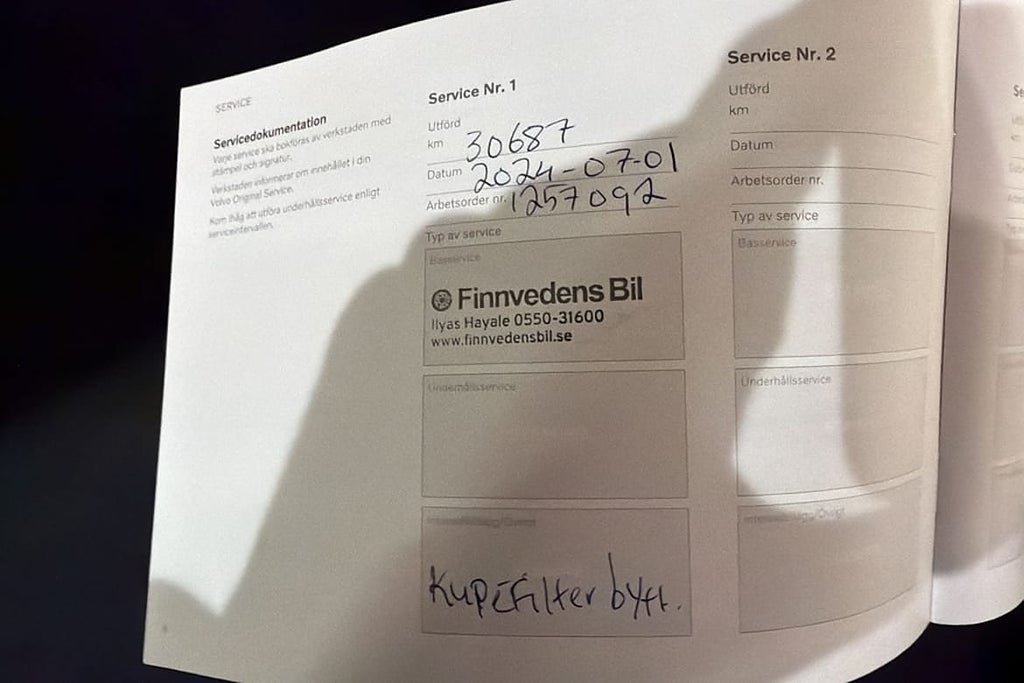 SERVICE
Servicedokumentation
Varje service ska bokföras av verkstaden med
stämpel och signatur.
Verkstaden informerar om innehållet i din
Volvo Original Service.
Kom ihåg att utföra underhållsservice enligt
serviceintervallen.
Service Nr. 1
Utförd
km 30687
Datum 2024-07-01
Arbetsorder nr. 1257092
Typ av service
Basservice
Finnvedens Bil
Ilyas Hayale 0550-31600
www.finnvedensbil.se
Underhållsservice
Kupéfilter bytt.
Service Nr. 2
Utförd
km
Datum
Arbetsorder nr.
Typ av service
Basservice
Underhållsservice